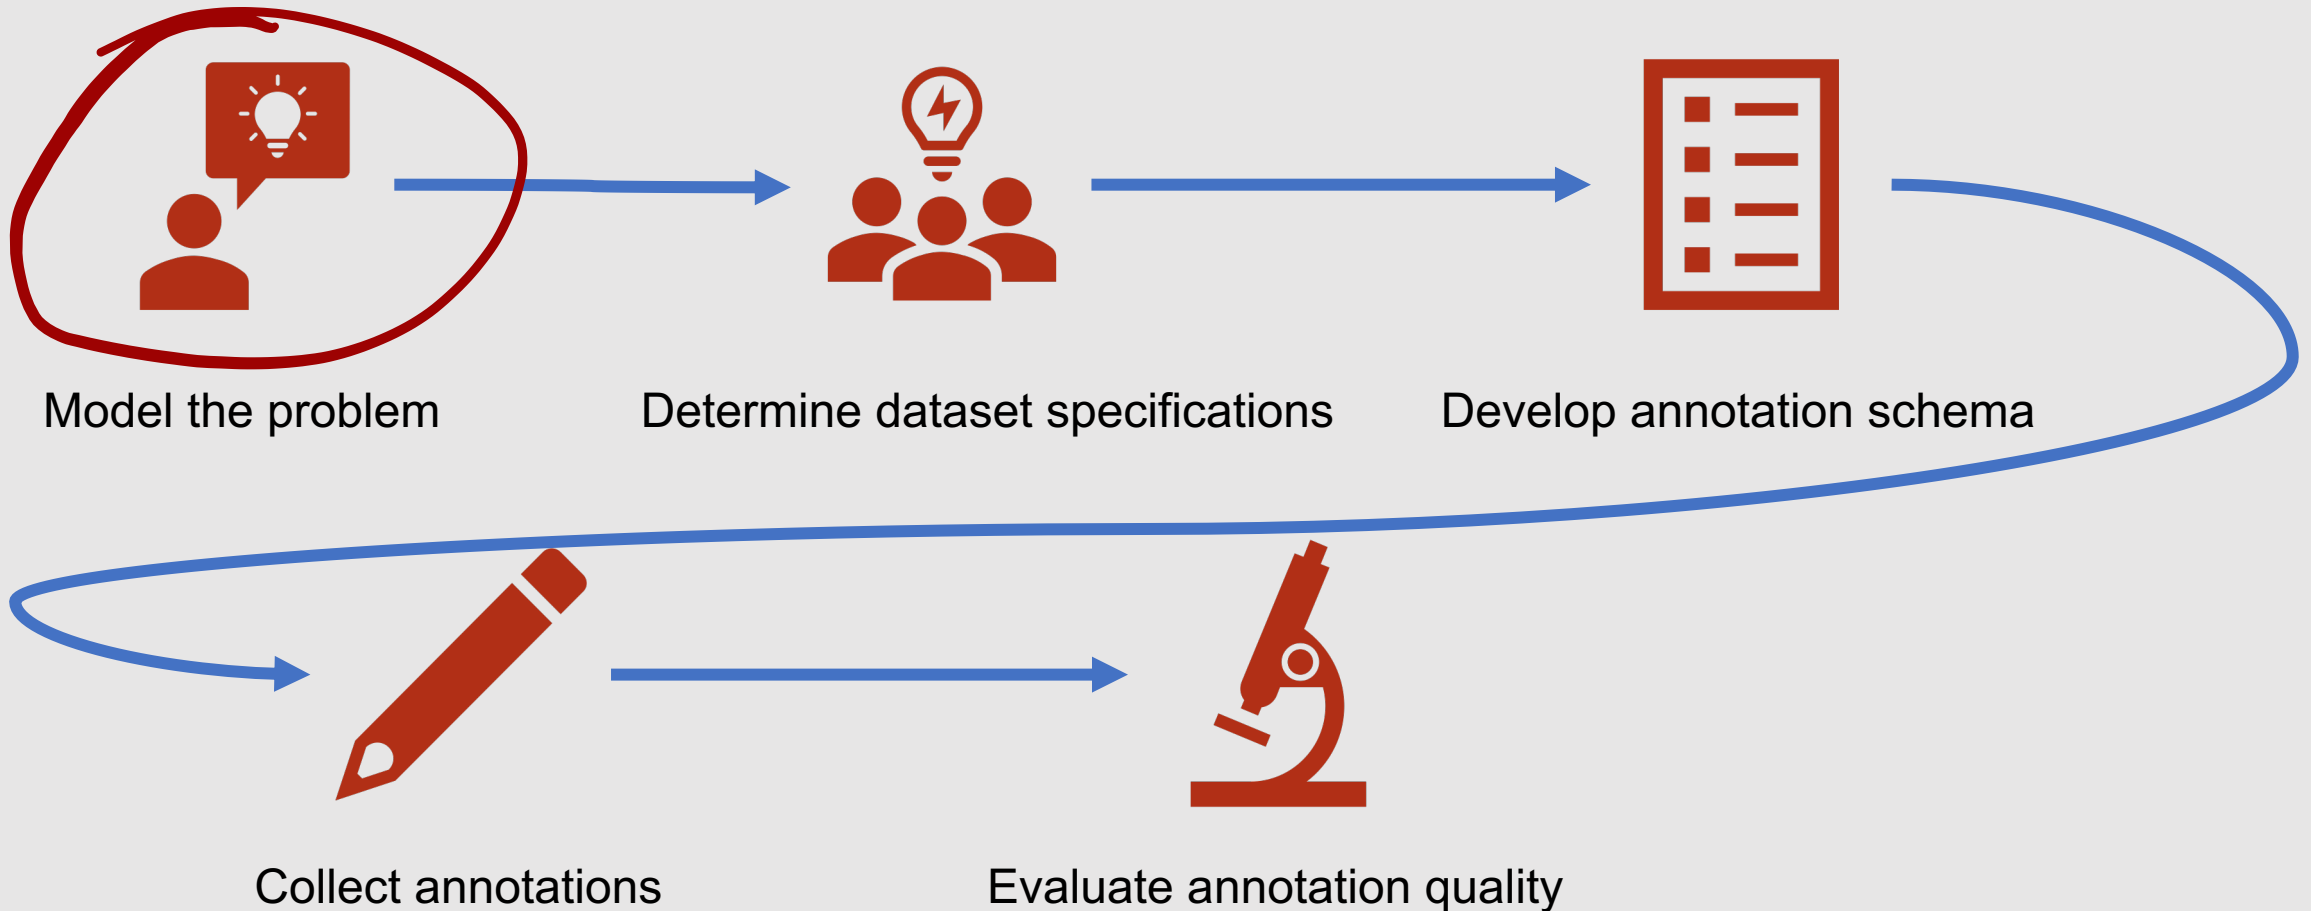 Model the problem
Determine dataset specifications
Develop annotation schema
Collect annotations
Evaluate annotation quality